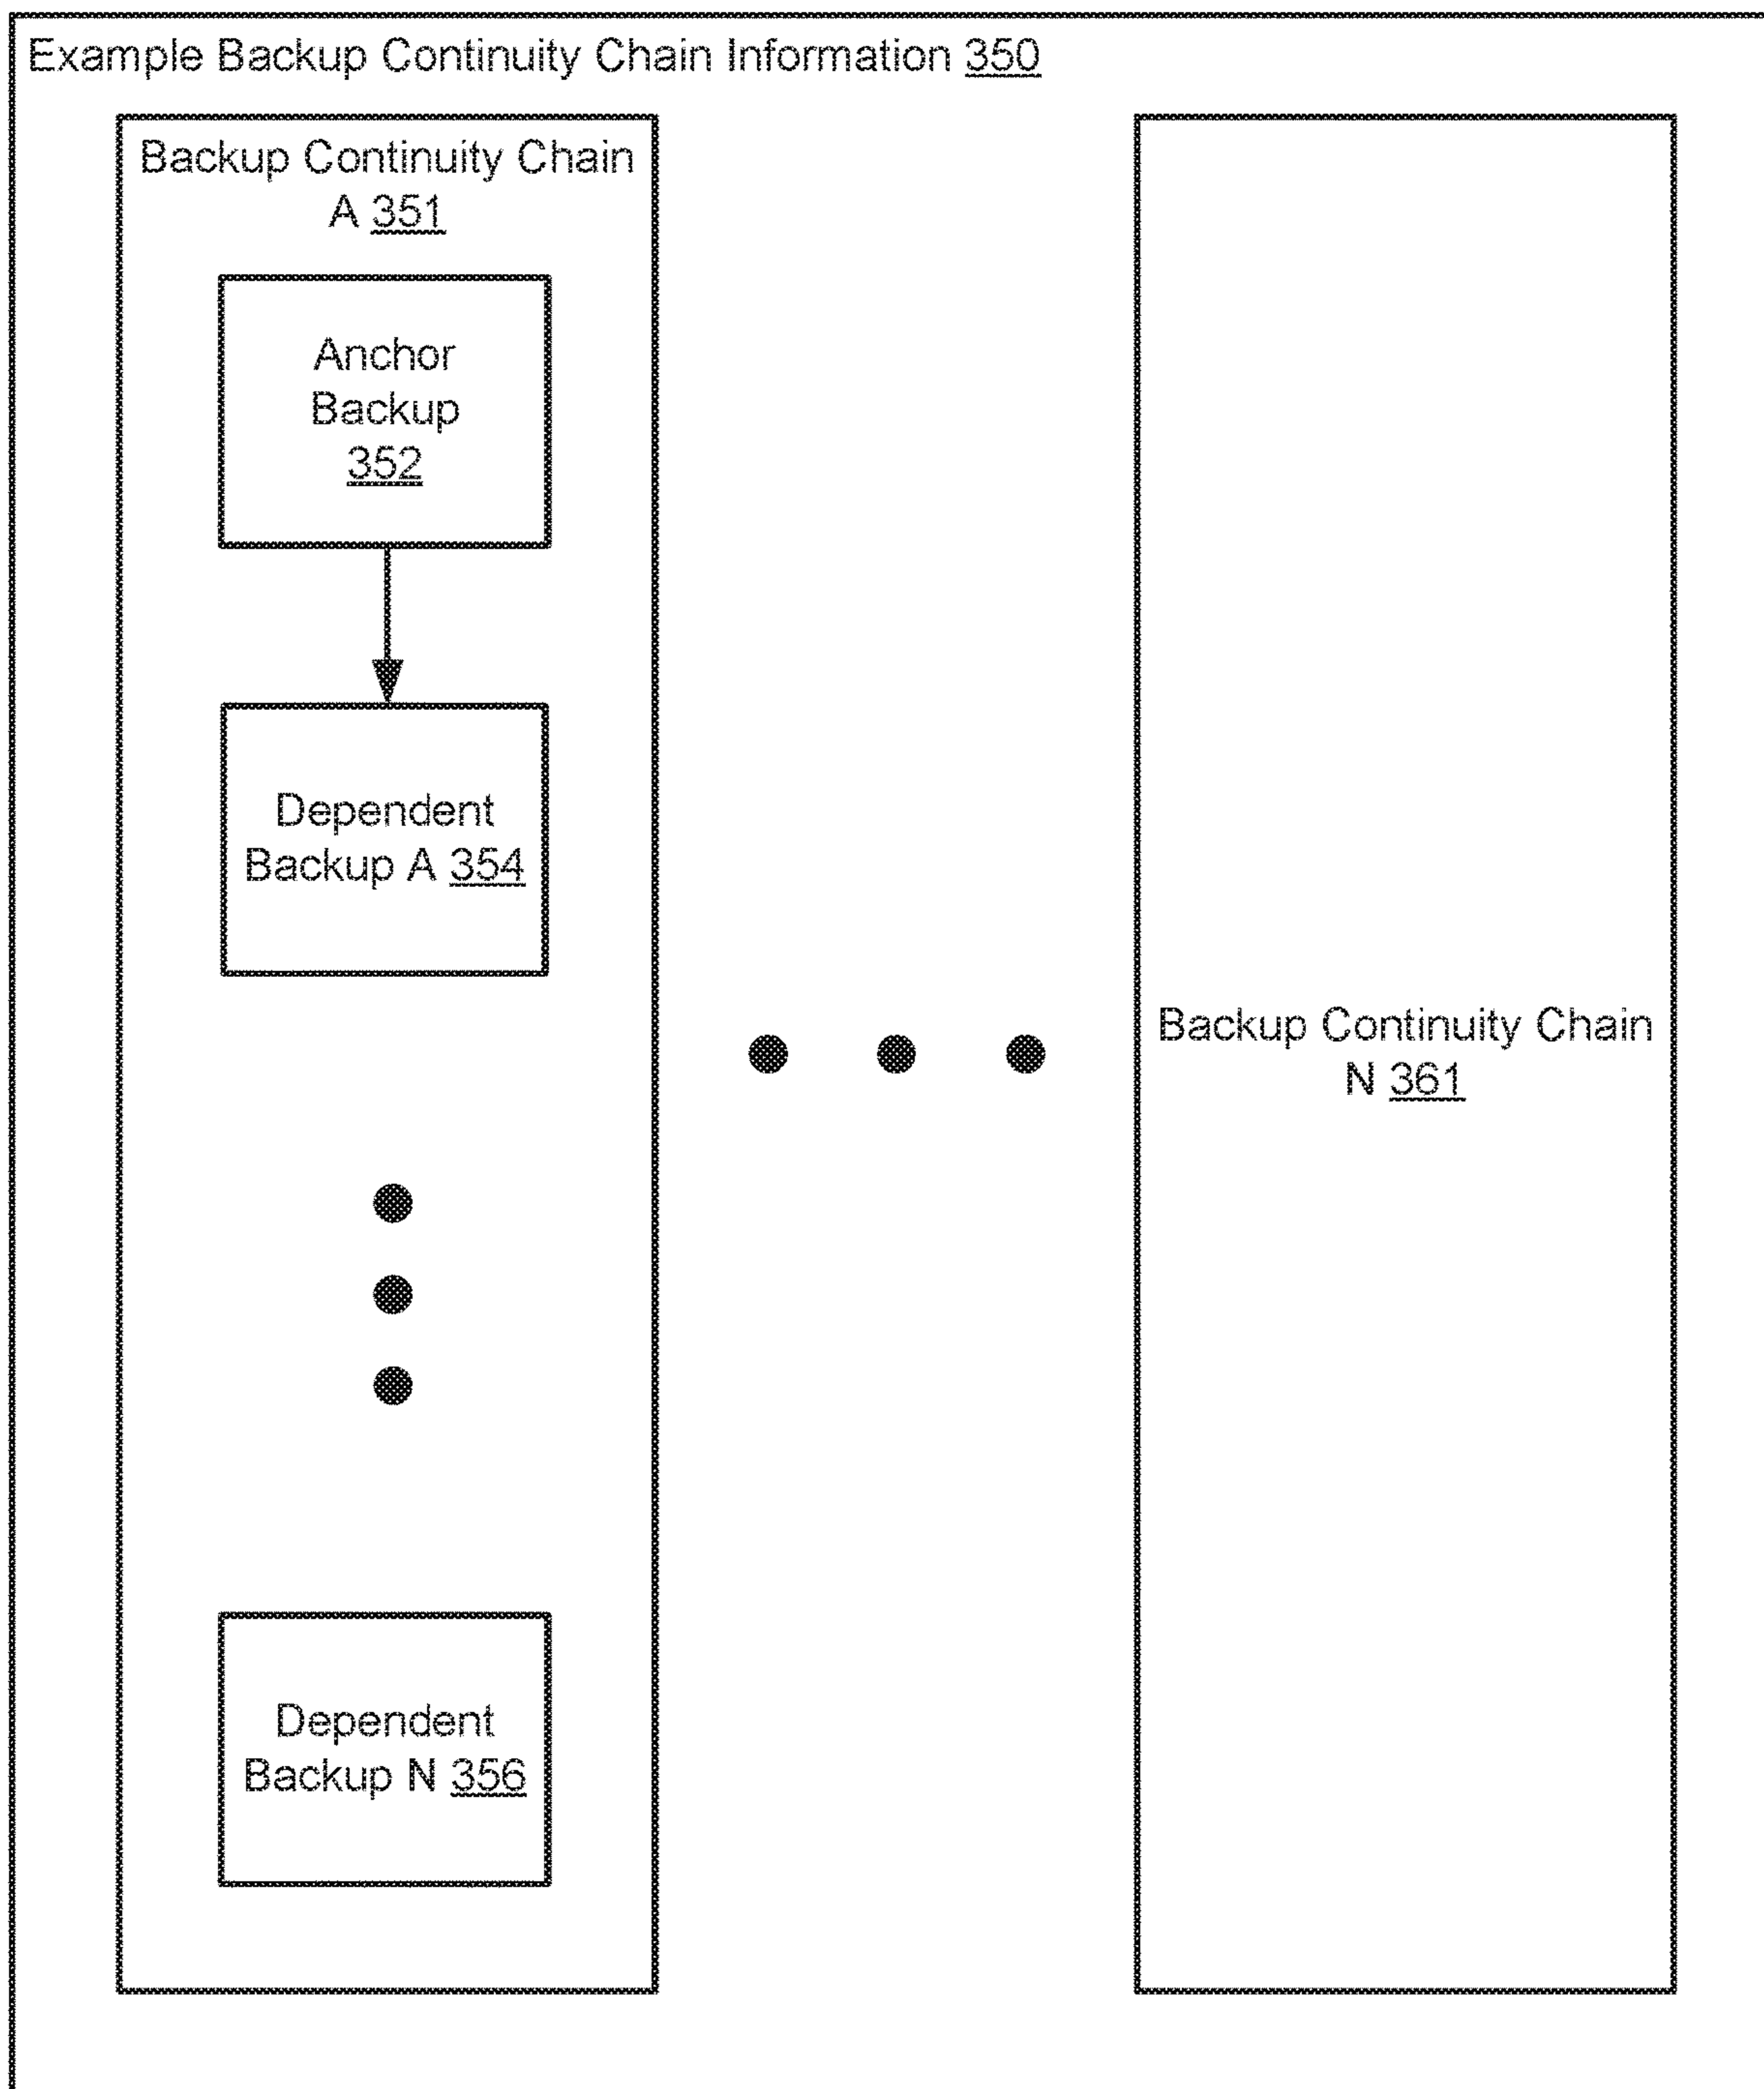 Example Backup Continuity Chain Information 350
Backup Continuity Chain
A 351
Anchor
Backup
352
Dependent
Backup A 354
Dependent
Backup N 356
Backup Continuity Chain
N 361